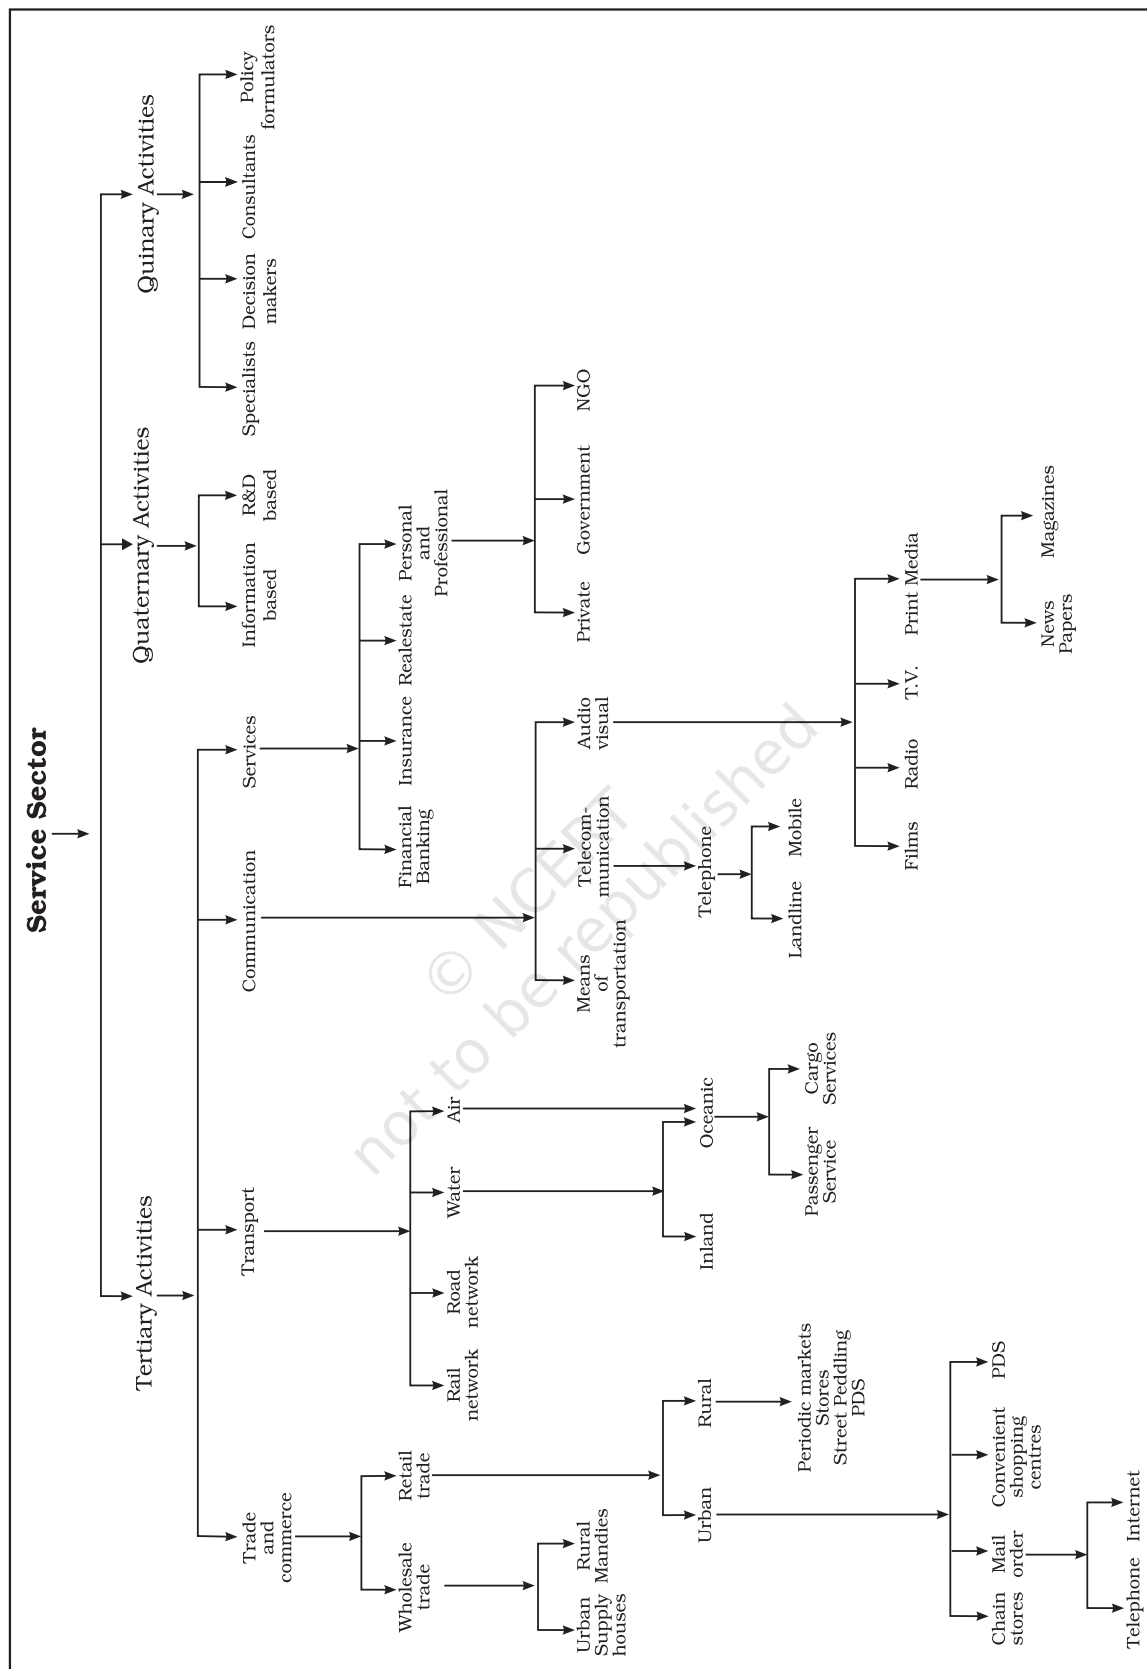 Service Sector
Tertiary Activities
Quaternary Activities
Quinary Activities
Trade
and
commerce
Transport
Communication
Services
Information
based
R&D
based
Specialists
Decision
makers
Consultants
Policy
formulators
Wholesale
trade
Retail
trade
Rail
network
Road
network
Water
Air
Financial
Banking
Insurance
Realestate
Personal
and
Professional
Urban
Supply
houses
Rural
Mandies
Means
of
transportation
Telecom-
munication
Audio
visual
Private
Government
NGO
Urban
Rural
Inland
Oceanic
Telephone
Periodic markets
Stores
Street Peddling
PDS
Passenger
Service
Cargo
Services
Landline
Mobile
Films
Radio
T.V.
Print Media
Chain
stores
Mail
order
Convenient
shopping
centres
PDS
News
Papers
Magazines
Telephone
Internet
© NCERT
not to be republished